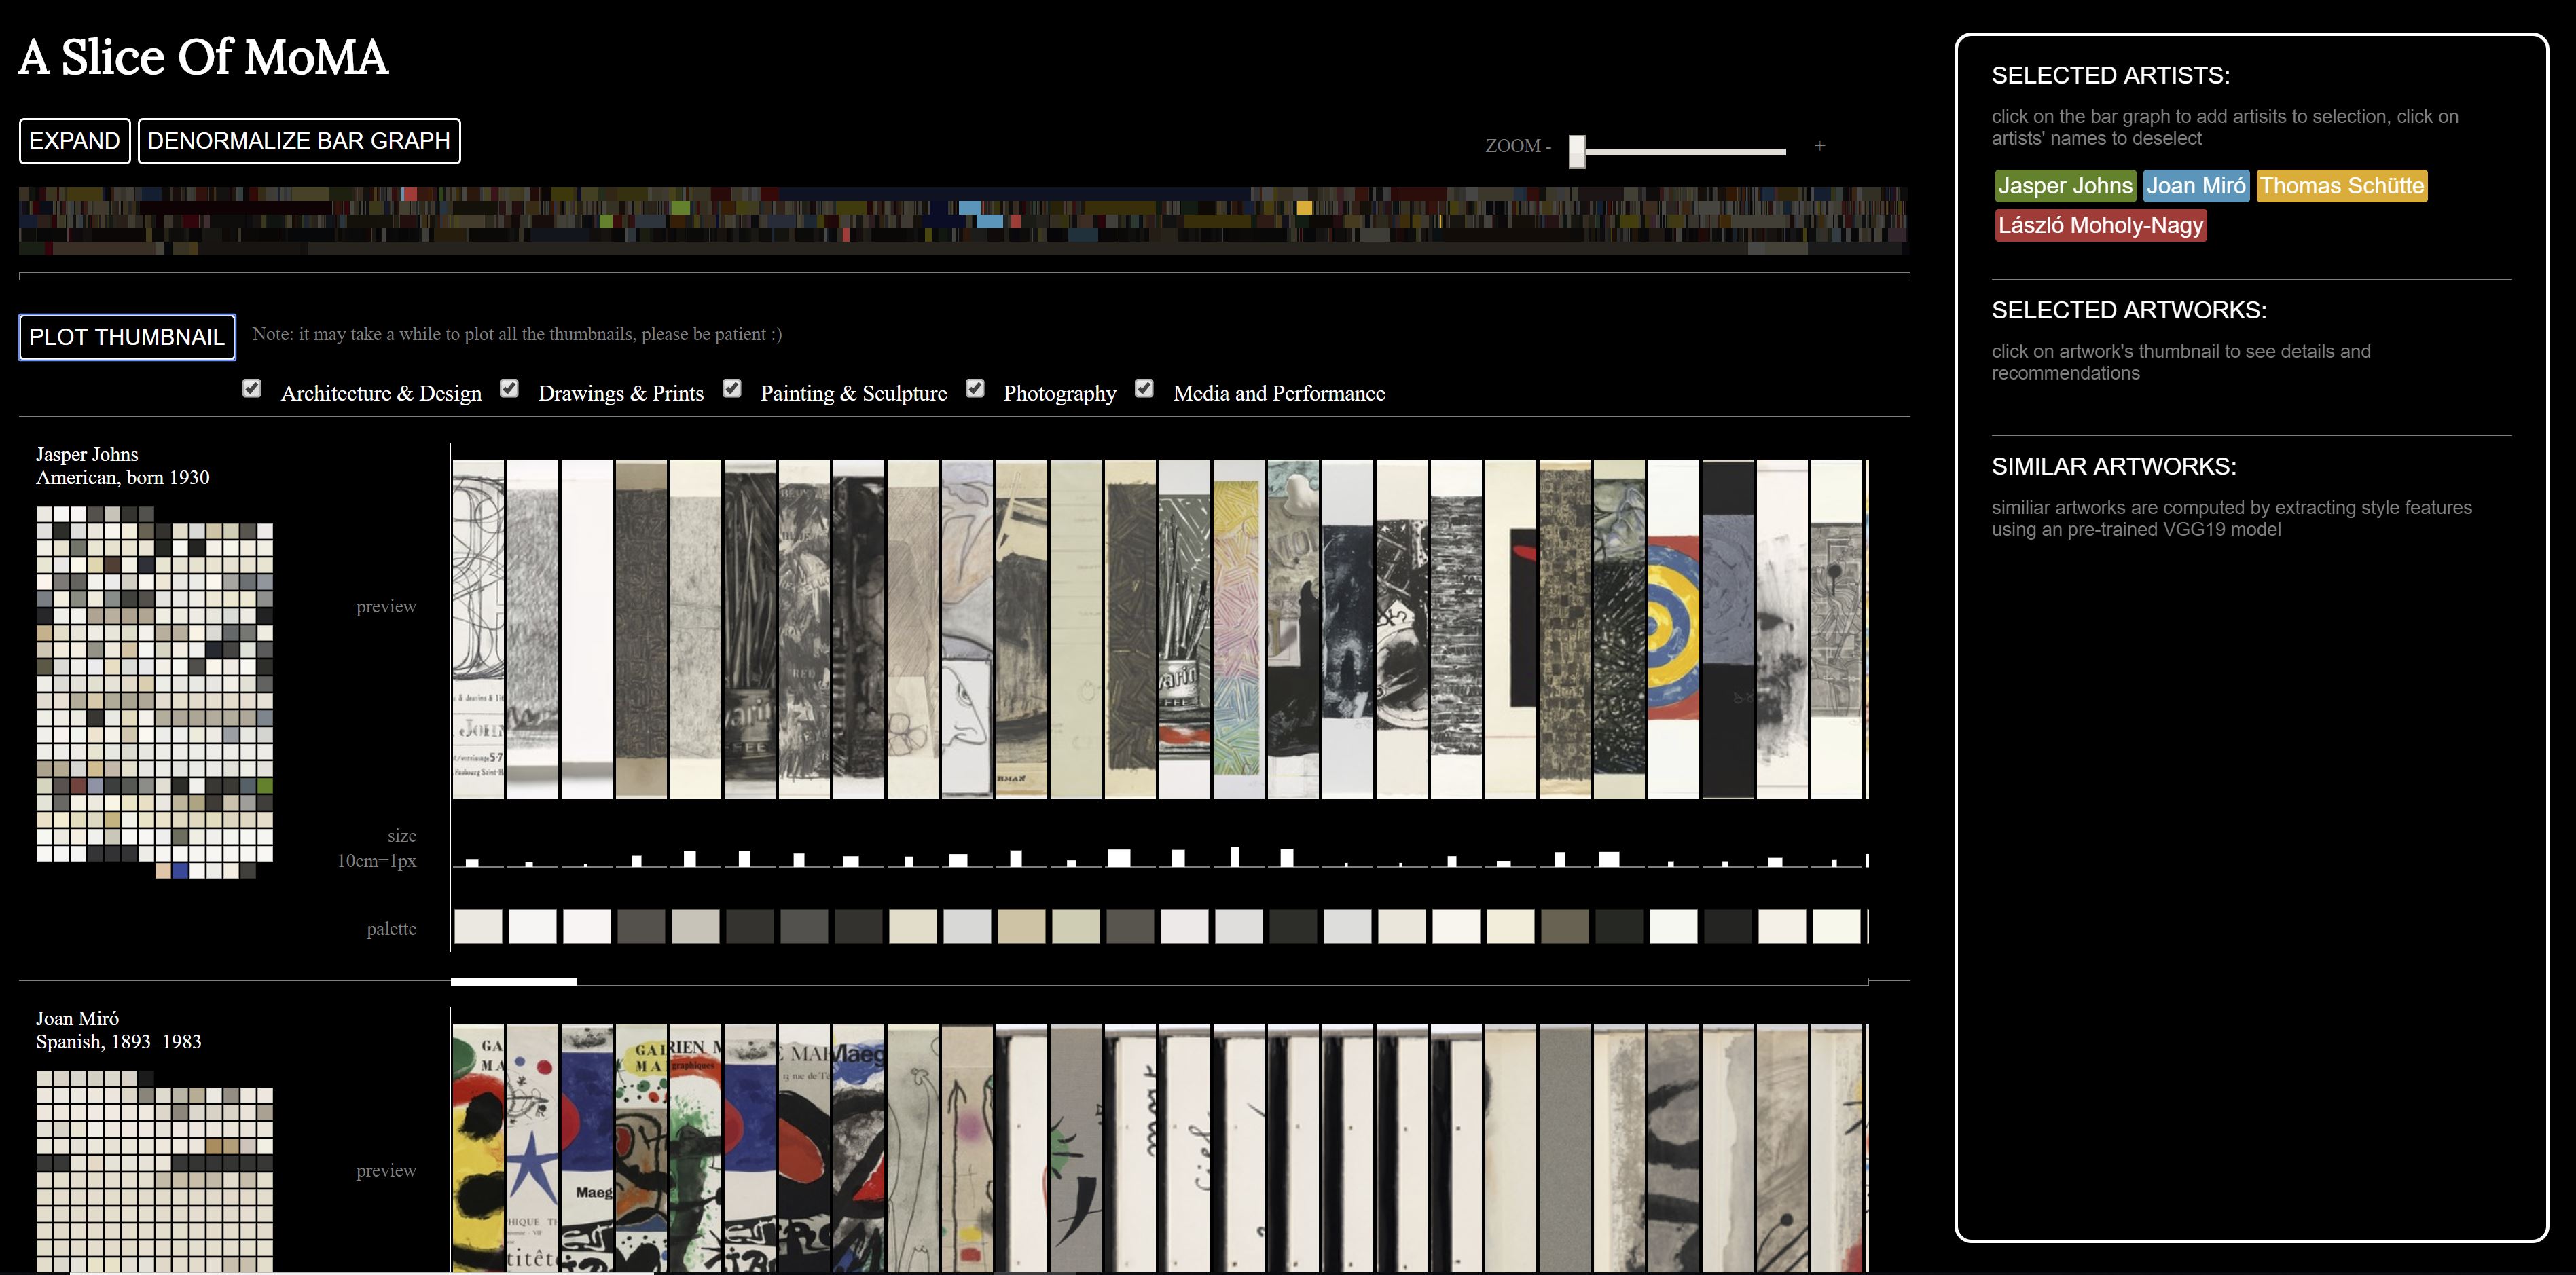 A Slice Of MoMA
EXPAND
DENORMALIZE BAR GRAPH
ZOOM -
+
PLOT THUMBNAIL
Note: it may take a while to plot all the thumbnails, please be patient :)
Architecture & Design
Drawings & Prints
Painting & Sculpture
Photography
Media and Performance
Jasper Johns
American, born 1930
preview
size
10cm=1px
palette
Joan Miró
Spanish, 1893–1983
preview
SELECTED ARTISTS:
click on the bar graph to add artisits to selection, click on
artists' names to deselect
Jasper Johns
Joan Miró
Thomas Schütte
László Moholy-Nagy
SELECTED ARTWORKS:
click on artwork's thumbnail to see details and
recommendations
SIMILAR ARTWORKS:
similiar artworks are computed by extracting style features
using an pre-trained VGG19 model